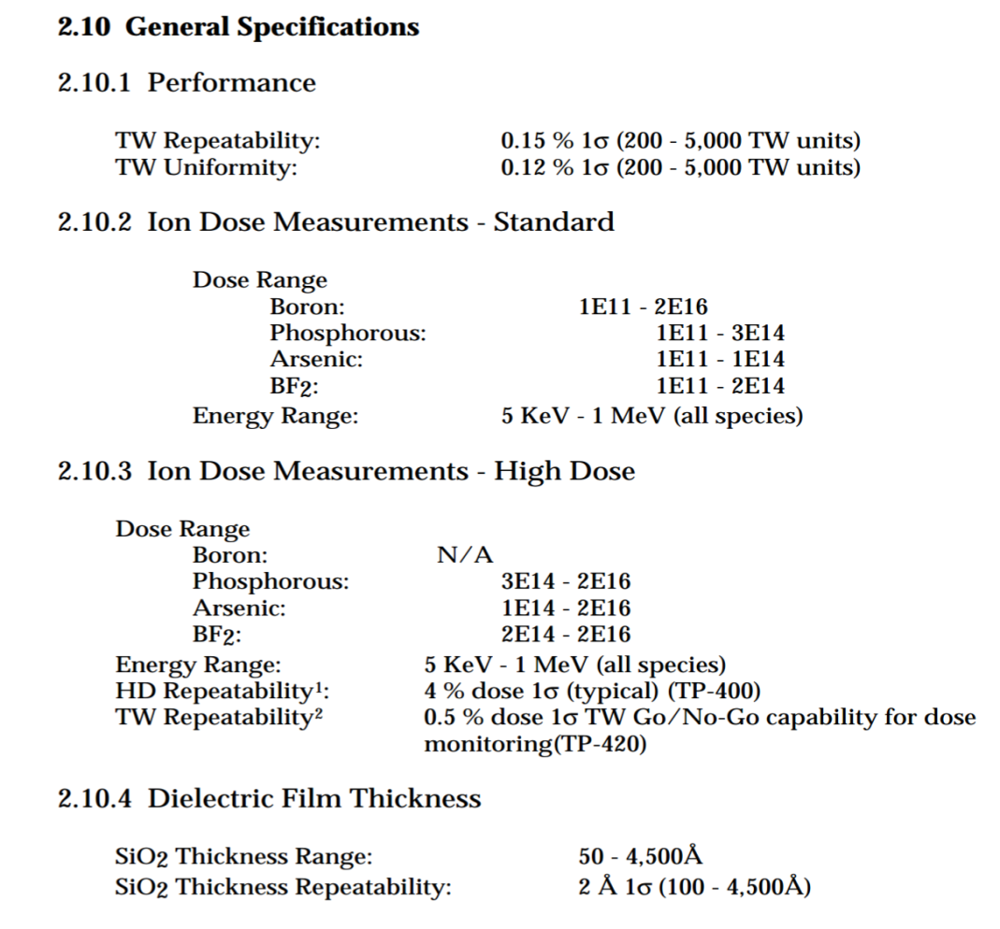 2.10 General Specifications
2.10.1 Performance
TW Repeatability: 0.15 % 1σ (200 - 5,000 TW units)
TW Uniformity: 0.12 % 1σ (200 - 5,000 TW units)
2.10.2 Ion Dose Measurements - Standard
Dose Range
Boron: 1E11 - 2E16
Phosphorous: 1E11 - 3E14
Arsenic: 1E11 - 1E14
BF2: 1E11 - 2E14
Energy Range: 5 KeV - 1 MeV (all species)
2.10.3 Ion Dose Measurements - High Dose
Dose Range
Boron: N/A
Phosphorous: 3E14 - 2E16
Arsenic: 1E14 - 2E16
BF2: 2E14 - 2E16
Energy Range: 5 KeV - 1 MeV (all species)
HD Repeatability¹: 4 % dose 1σ (typical) (TP-400)
TW Repeatability² 0.5 % dose 1σ TW Go/No-Go capability for dose
monitoring(TP-420)
2.10.4 Dielectric Film Thickness
SiO2 Thickness Range: 50 - 4,500Å
SiO2 Thickness Repeatability: 2 Å 1σ (100 - 4,500Å)